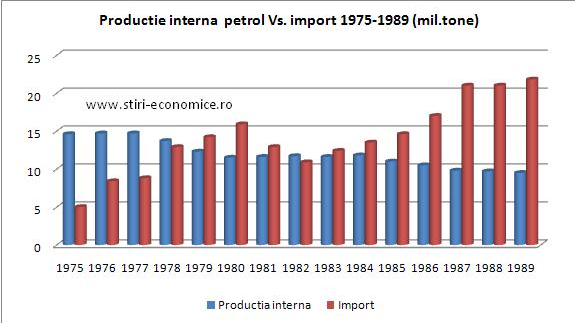 Productie interna petrol Vs. import 1975-1989 (mil.tone)
25
20
15
10
5
0
www.stiri-economice.ro
1975 1976 1977 1978 1979 1980 1981 1982 1983 1984 1985 1986 1987 1988 1989
Productia interna Import